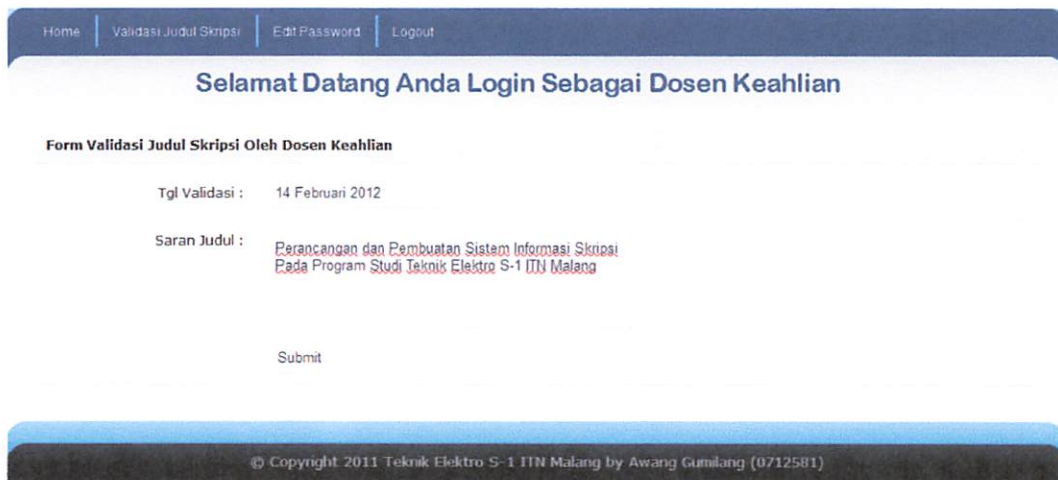 Home Validasi Judul Skripsi Edit Password Logout
Selamat Datang Anda Login Sebagai Dosen Keahlian
Form Validasi Judul Skripsi Oleh Dosen Keahlian
Tgl Validasi : 14 Februari 2012
Saran Judul : Perancangan dan Pembuatan Sistem Informasi Skripsi
Pada Program Studi Teknik Elektro S-1 ITN Malang
Submit
© Copyright 2011 Teknik Elektro S-1 ITN Malang by Awang Gumilang (0712581)